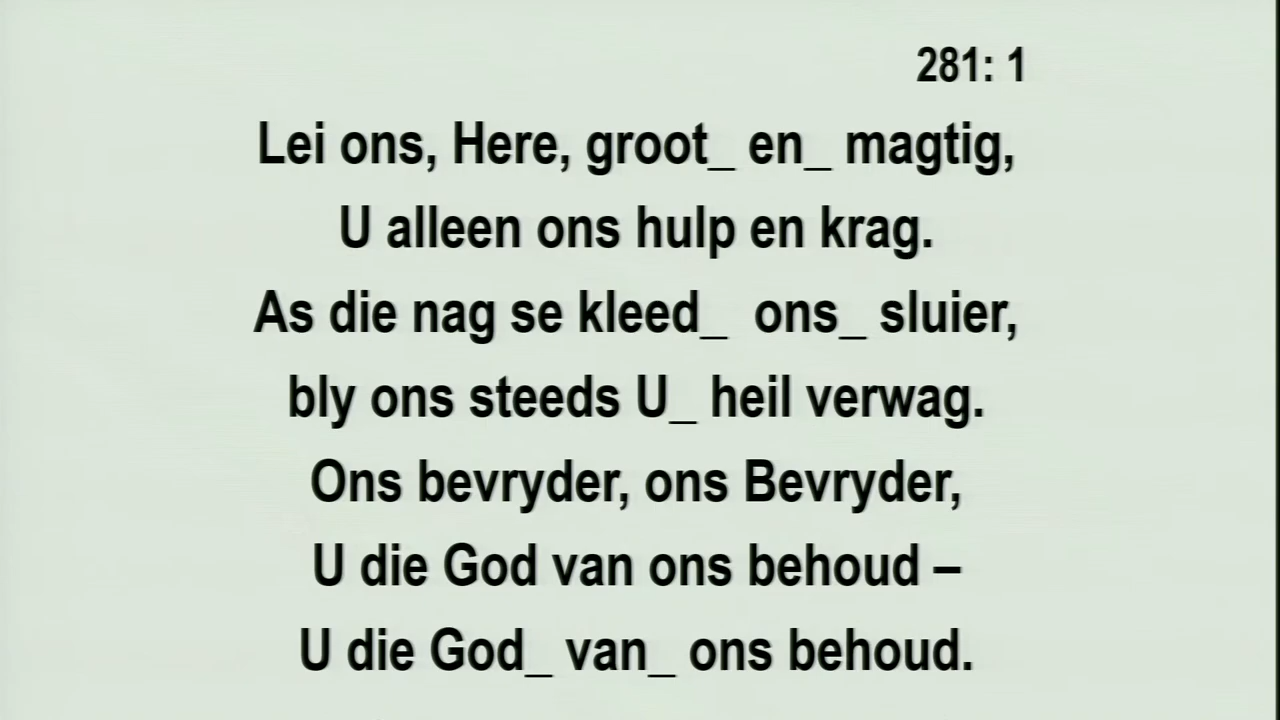 281: 1
Lei ons, Here, groot_ en_ magtig,
U alleen ons hulp en krag.
As die nag se kleed_ ons_ sluier,
bly ons steeds U_ heil verwag.
Ons bevryder, ons Bevryder,
U die God van ons behoud –
U die God_ van_ ons behoud.